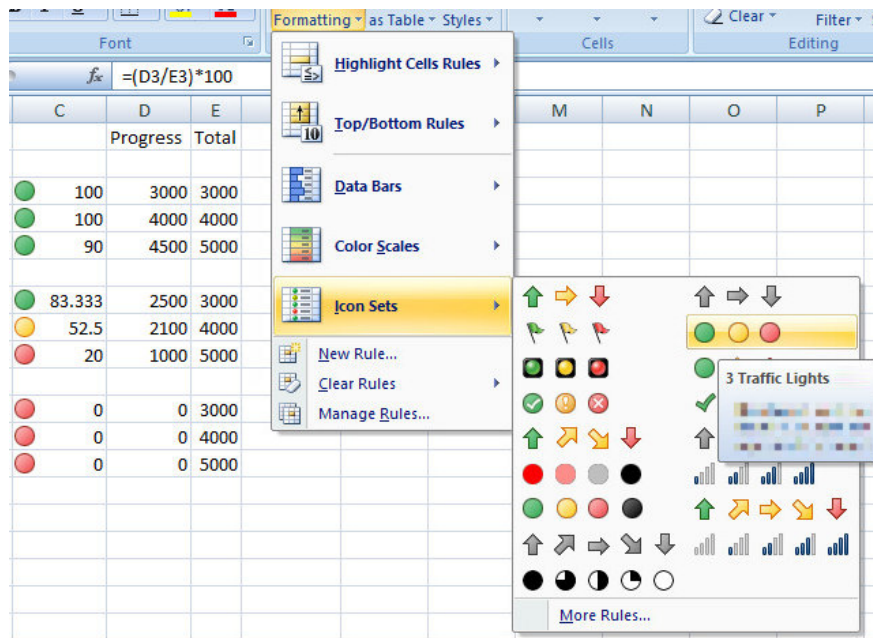 Formatting as Table Styles
Clear Filter
Font Cells Editing
fx =(D3/E3)*100
C D E M N O P
Progress Total
100 3000 3000
100 4000 4000
90 4500 5000
83.333 2500 3000
52.5 2100 4000
20 1000 5000
0 0 3000
0 0 4000
0 0 5000
Highlight Cells Rules
Top/Bottom Rules
10
Data Bars
Color Scales
Icon Sets
New Rule...
Clear Rules
Manage Rules...
3 Traffic Lights
More Rules...